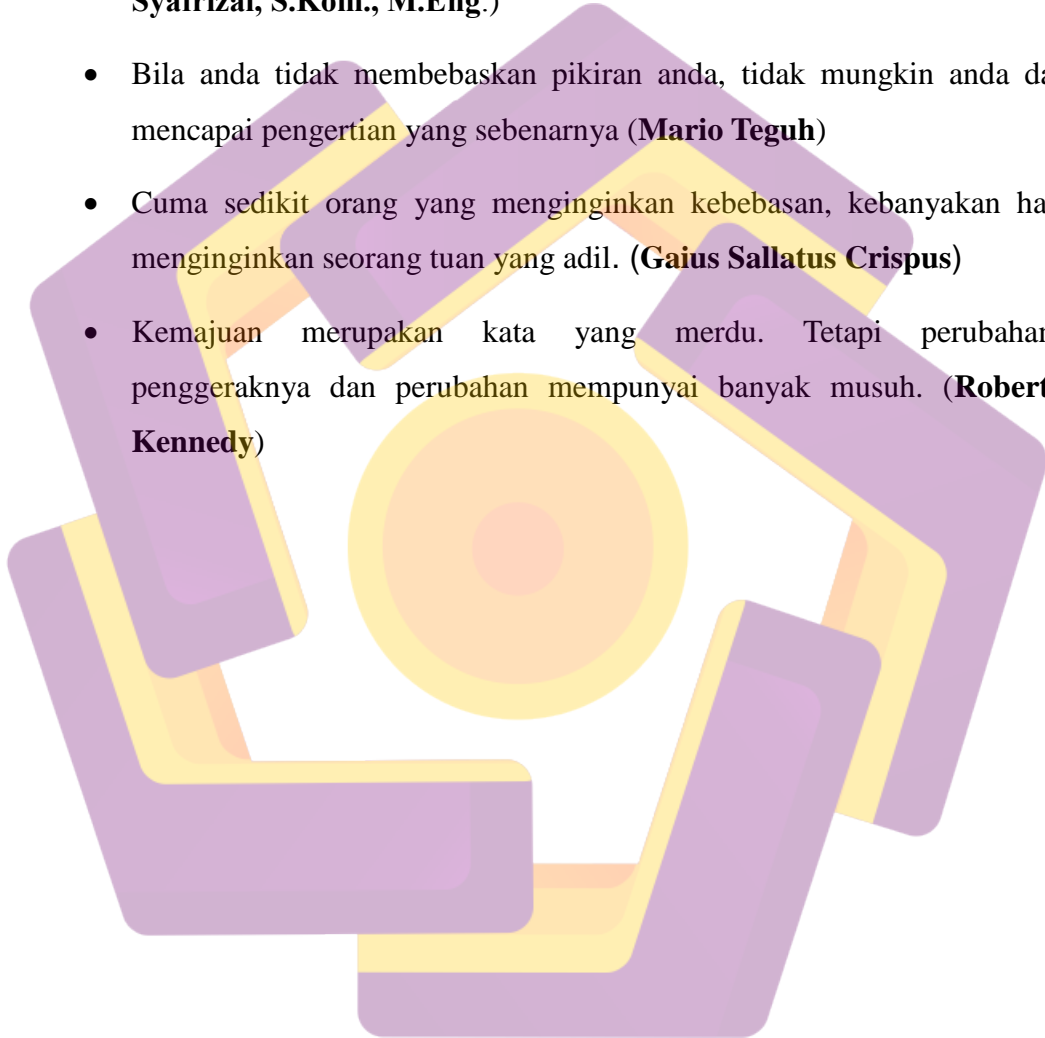 Syafrizal, S.Kom., M.Eng.)
• Bila anda tidak membebaskan pikiran anda, tidak mungkin anda da
mencapai pengertian yang sebenarnya (Mario Teguh)
• Cuma sedikit orang yang menginginkan kebebasan, kebanyakan ha
menginginkan seorang tuan yang adil. (Gaius Sallatus Crispus)
• Kemajuan merupakan kata yang merdu. Tetapi perubahan
penggeraknya dan perubahan mempunyai banyak musuh. (Robert
Kennedy)